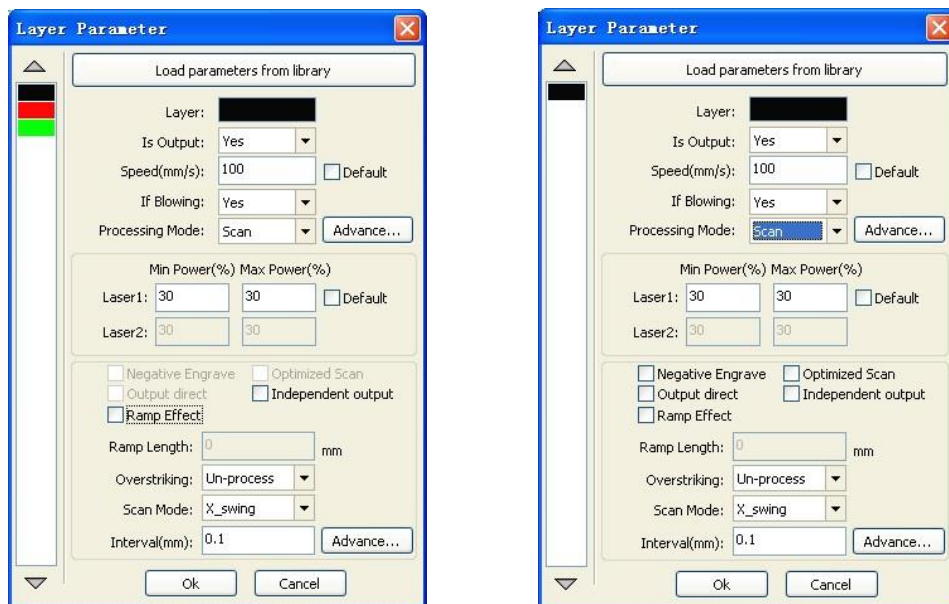 Layer Parameter
Load parameters from library
Layer:
Is Output: Yes
Speed(mm/s): 100 Default
If Blowing: Yes
Processing Mode: Scan Advance...
Min Power(%) Max Power(%)
Laser1: 30 30 Default
Laser2: 30 30
Negative Engrave Optimized Scan
Output direct Independent output
Ramp Effect
Ramp Length: 0 mm
Overstriking: Un-process
Scan Mode: X_swing
Interval(mm): 0.1 Advance...
Ok Cancel
Layer Parameter
Load parameters from library
Layer:
Is Output: Yes
Speed(mm/s): 100 Default
If Blowing: Yes
Processing Mode: Scan Advance...
Min Power(%) Max Power(%)
Laser1: 30 30 Default
Laser2: 30 30
Negative Engrave Optimized Scan
Output direct Independent output
Ramp Effect
Ramp Length: 0 mm
Overstriking: Un-process
Scan Mode: X_swing
Interval(mm): 0.1 Advance...
Ok Cancel